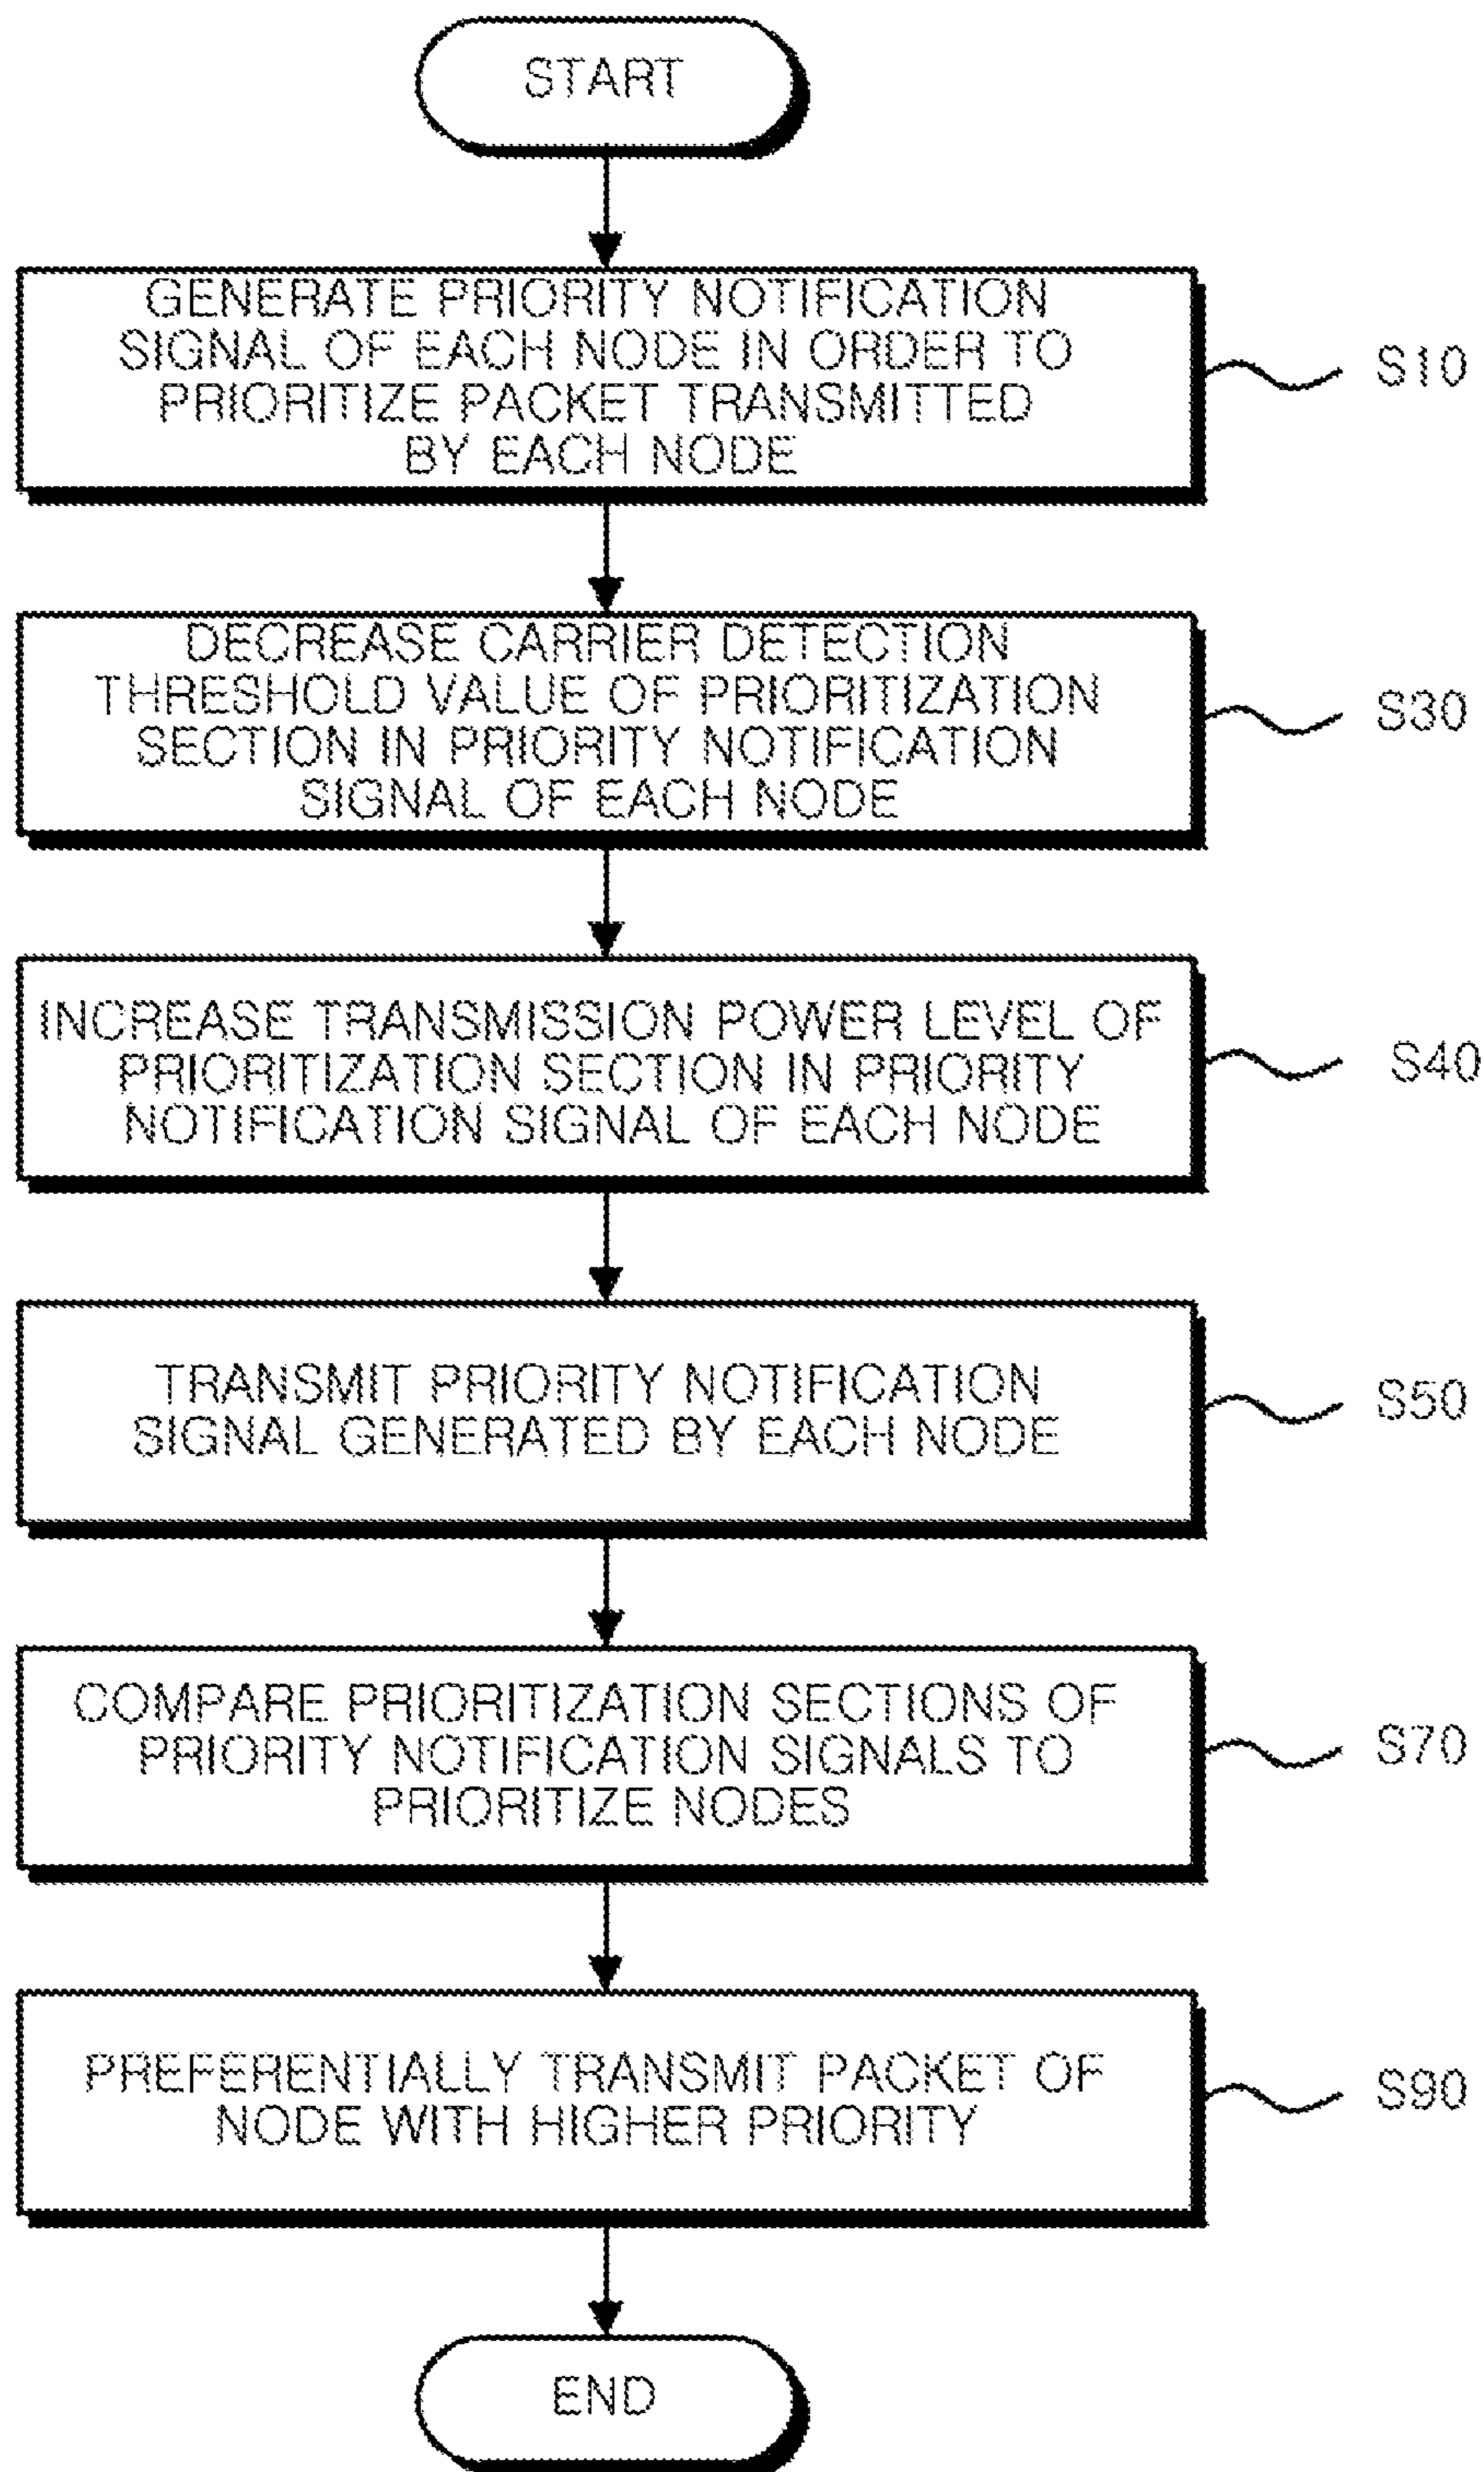 START
GENERATE PRIORITY NOTIFICATION
SIGNAL OF EACH NODE IN ORDER TO
PRIORITIZE PACKET TRANSMITTED
BY EACH NODE
S10
DECREASE CARRIER DETECTION
THRESHOLD VALUE OF PRIORITIZATION
SECTION IN PRIORITY NOTIFICATION
SIGNAL OF EACH NODE
S30
INCREASE TRANSMISSION POWER LEVEL OF
PRIORITIZATION SECTION IN PRIORITY
NOTIFICATION SIGNAL OF EACH NODE
S40
TRANSMIT PRIORITY NOTIFICATION
SIGNAL GENERATED BY EACH NODE
S50
COMPARE PRIORITIZATION SECTIONS OF
PRIORITY NOTIFICATION SIGNALS TO
PRIORITIZE NODES
S70
PREFERENTIALLY TRANSMIT PACKET OF
NODE WITH HIGHER PRIORITY
S90
END